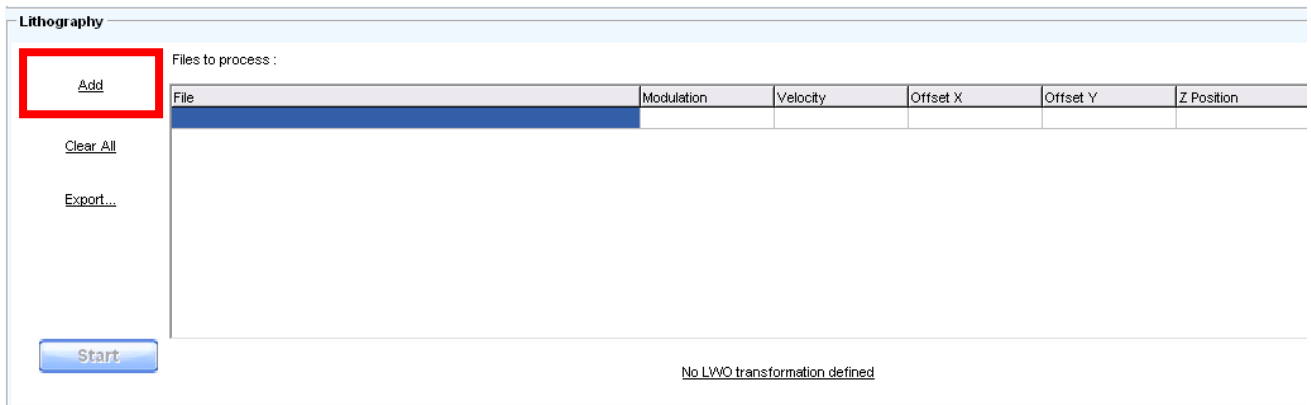 Lithography
Files to process :
Add
File Modulation Velocity Offset X Offset Y Z Position
Clear All
Export...
Start
No LWO transformation defined